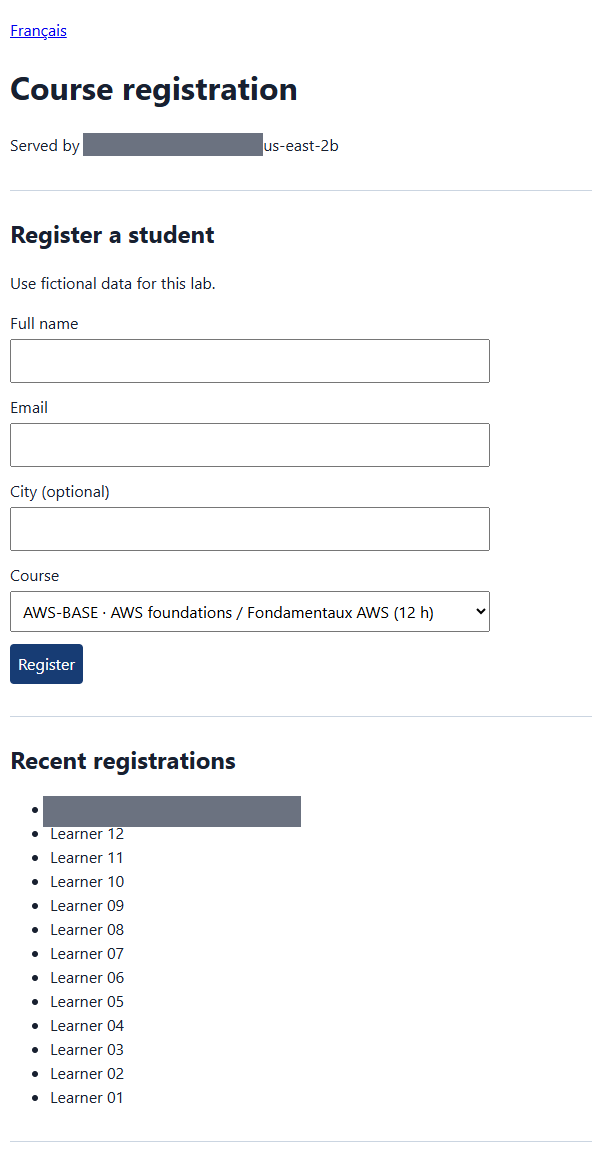 Français
Course registration
Served by us-east-2b
Register a student
Use fictional data for this lab.
Full name
Email
City (optional)
Course
AWS-BASE · AWS foundations / Fondamentaux AWS (12 h)
Register
Recent registrations
Learner 12
Learner 11
Learner 10
Learner 09
Learner 08
Learner 07
Learner 06
Learner 05
Learner 04
Learner 03
Learner 02
Learner 01